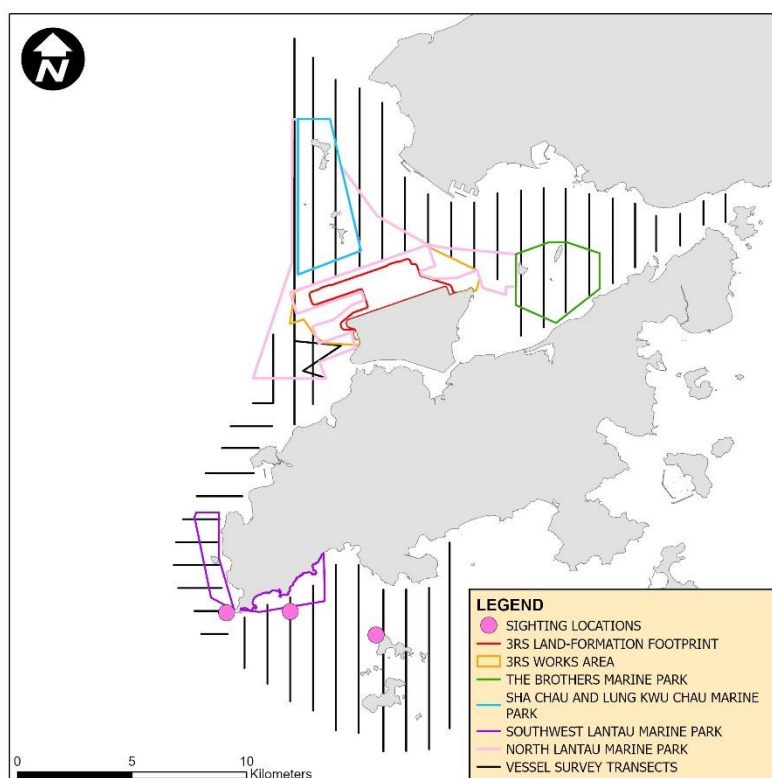 N
LEGEND
SIGHTING LOCATIONS
3RS LAND-FORMATION FOOTPRINT
3RS WORKS AREA
THE BROTHERS MARINE PARK
SHA CHAU AND LUNG KWU CHAU MARINE
PARK
SOUTHWEST LANTAU MARINE PARK
NORTH LANTAU MARINE PARK
VESSEL SURVEY TRANSECTS
0 5 10
Kilometers